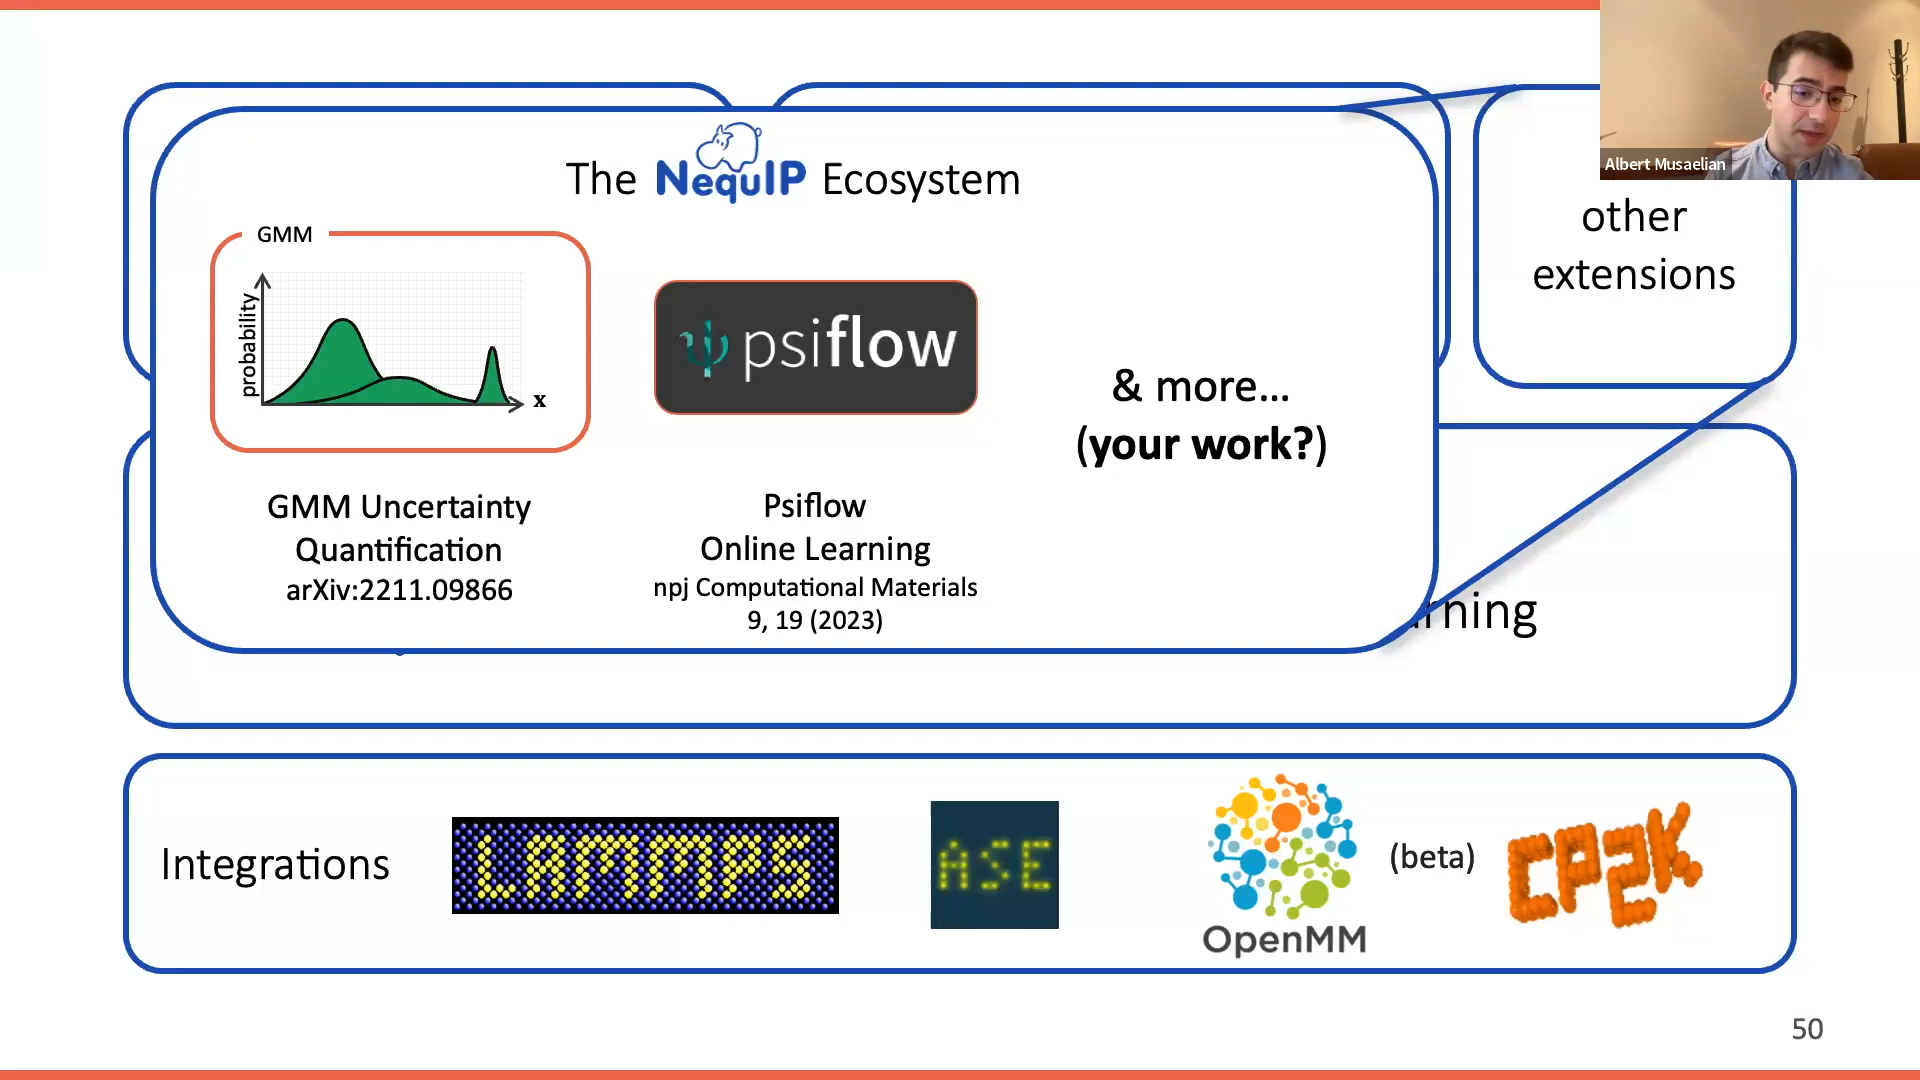 Albert Musaelian
The NequIP Ecosystem
other
extensions
GMM
probability
x
psiflow
& more...
(your work?)
GMM Uncertainty
Quantification
arXiv:2211.09866
Psiflow
Online Learning
npj Computational Materials
9, 19 (2023)
rning
Integrations
LAMMPS
ASE
OpenMM
(beta)
CP2K
50